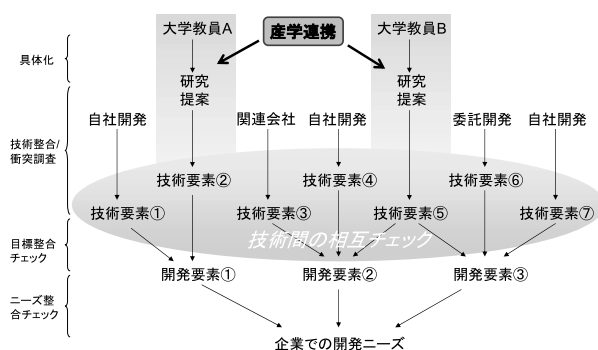 大学教員A
産学連携
大学教員B
具体化
研究
提案
研究
提案
技術整合/
衝突調査
自社開発
関連会社
自社開発
委託開発
自社開発
技術要素②
技術要素④
技術要素⑥
技術要素①
技術要素③
技術要素⑤
技術要素⑦
技術間の相互チェック
目標整合
チェック
開発要素①
開発要素②
開発要素③
ニーズ整
合チェック
企業での開発ニーズ